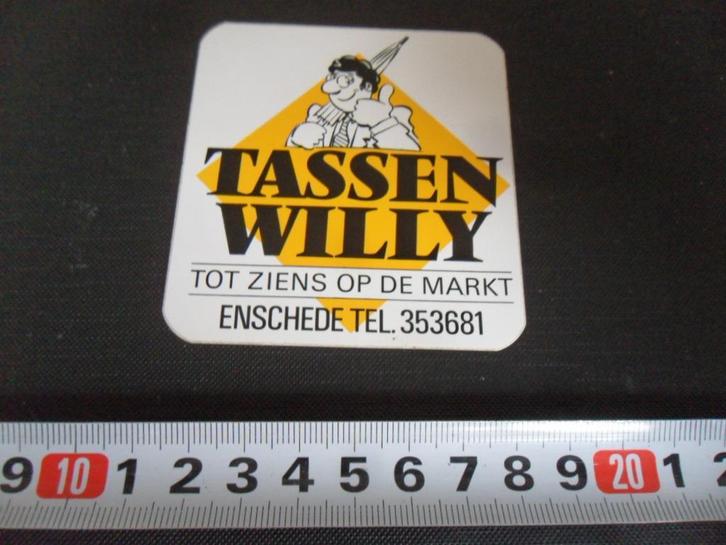 TASSEN
WILLY
TOT ZIENS OP DE MARKT
ENSCHEDE TEL. 353681
9 10 1 2 3 4 5 6 7 8 9 20 1 2